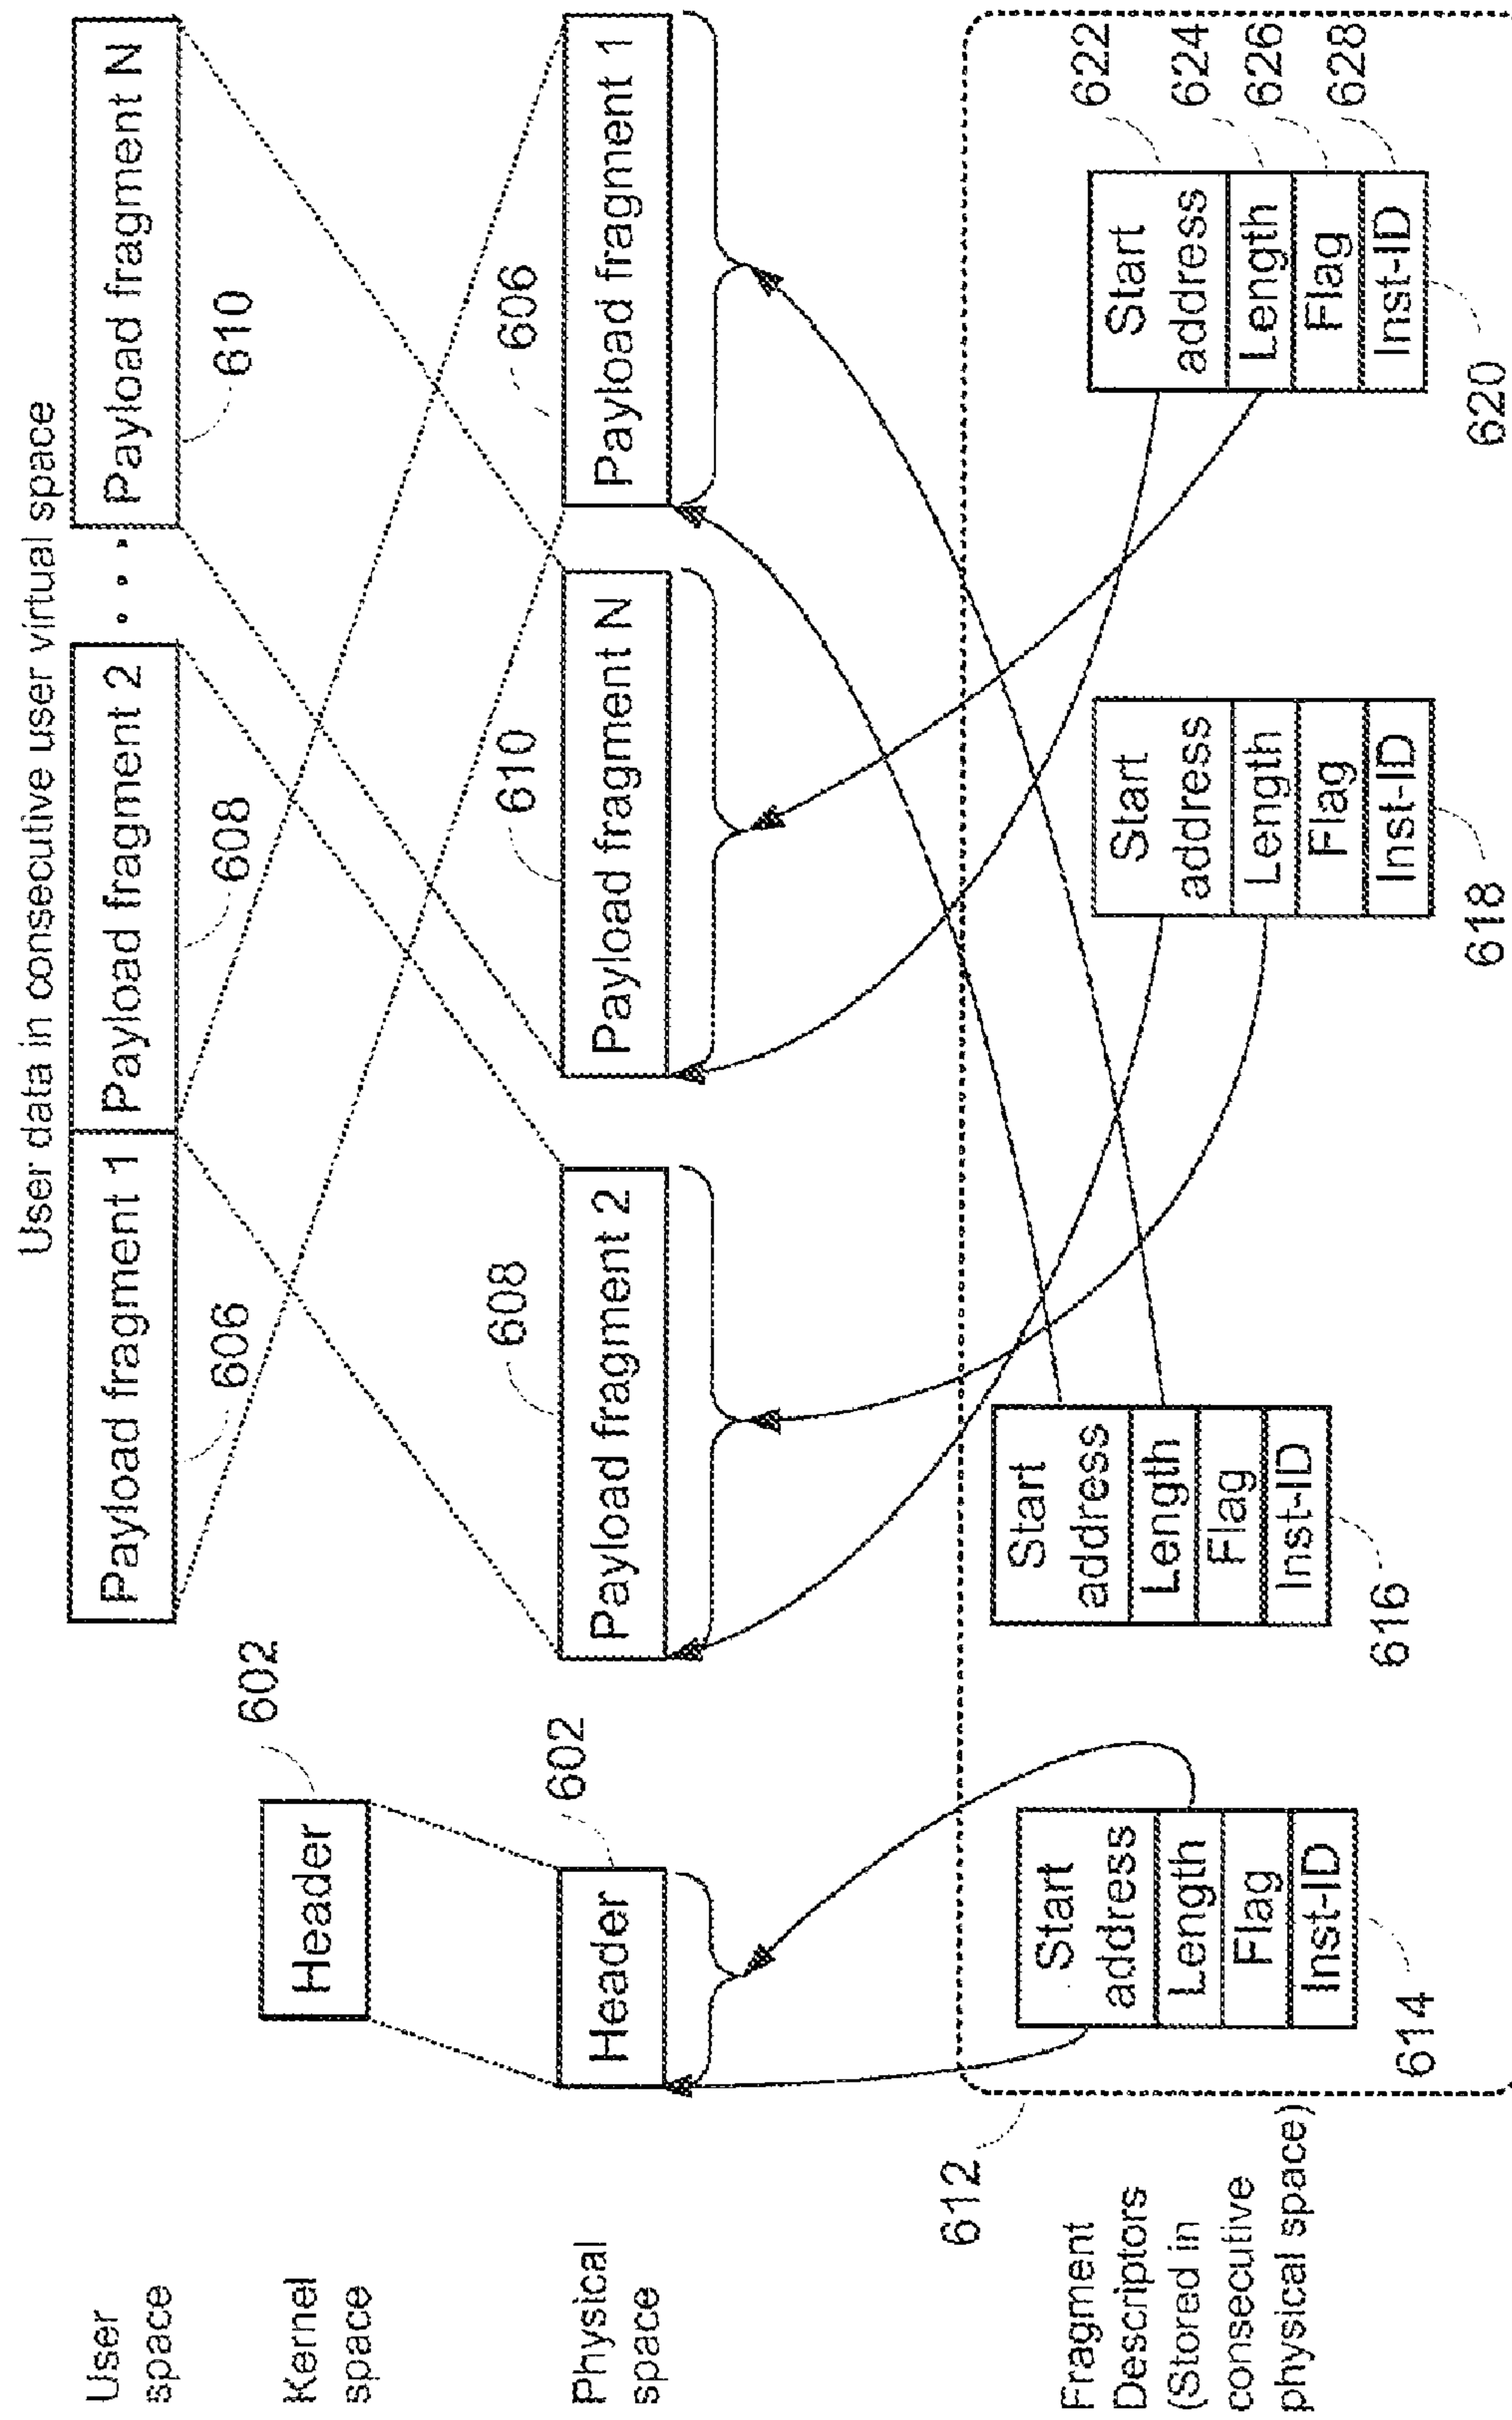 User data in consecutive user virtual space
User
space
Payload fragment 1
Payload fragment 2
. . .
Payload fragment N
606
608
610
Kernel
space
Header
602
Physical
space
Header
602
Payload fragment 2
608
Payload fragment N
610
Payload fragment 1
606
612
Fragment
Descriptors
(Stored in
consecutive
physical space)
Start
address
Length
Flag
Inst-ID
614
Start
address
Length
Flag
Inst-ID
616
Start
address
Length
Flag
Inst-ID
618
Start
address
Length
Flag
Inst-ID
620
622
624
626
628